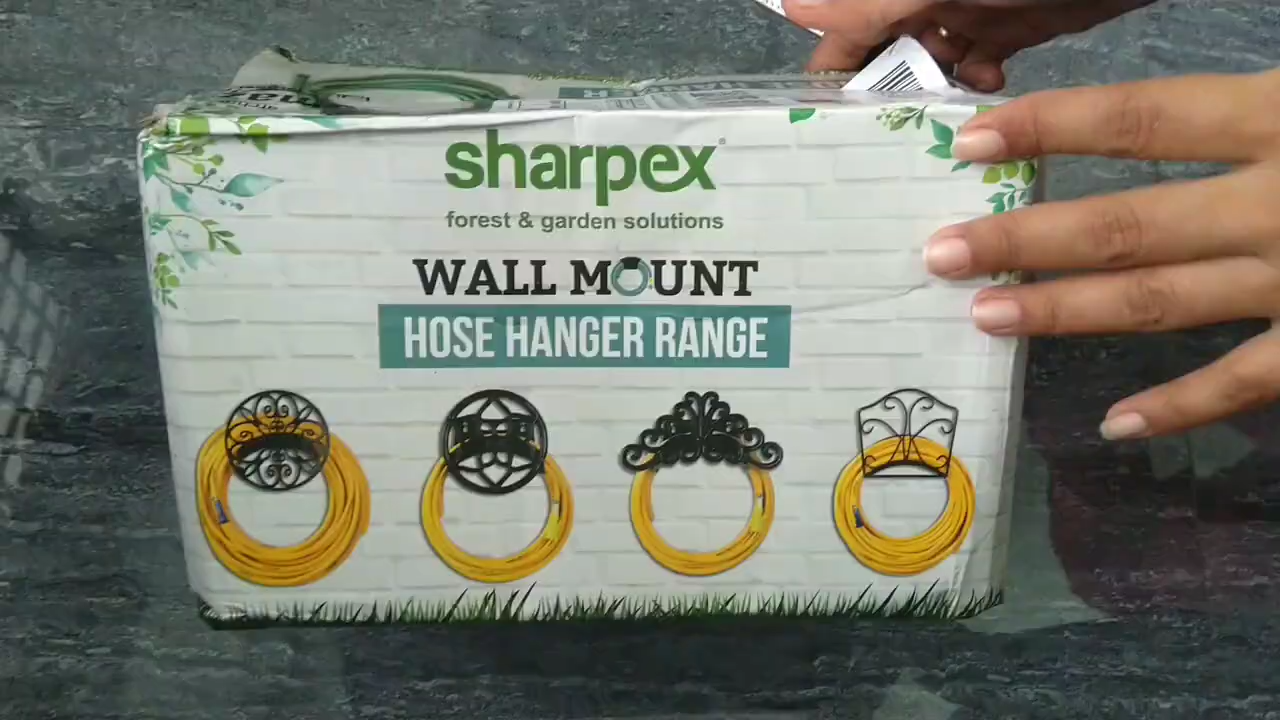 sharpex
forest & garden solutions
WALL MOUNT
HOSE HANGER RANGE